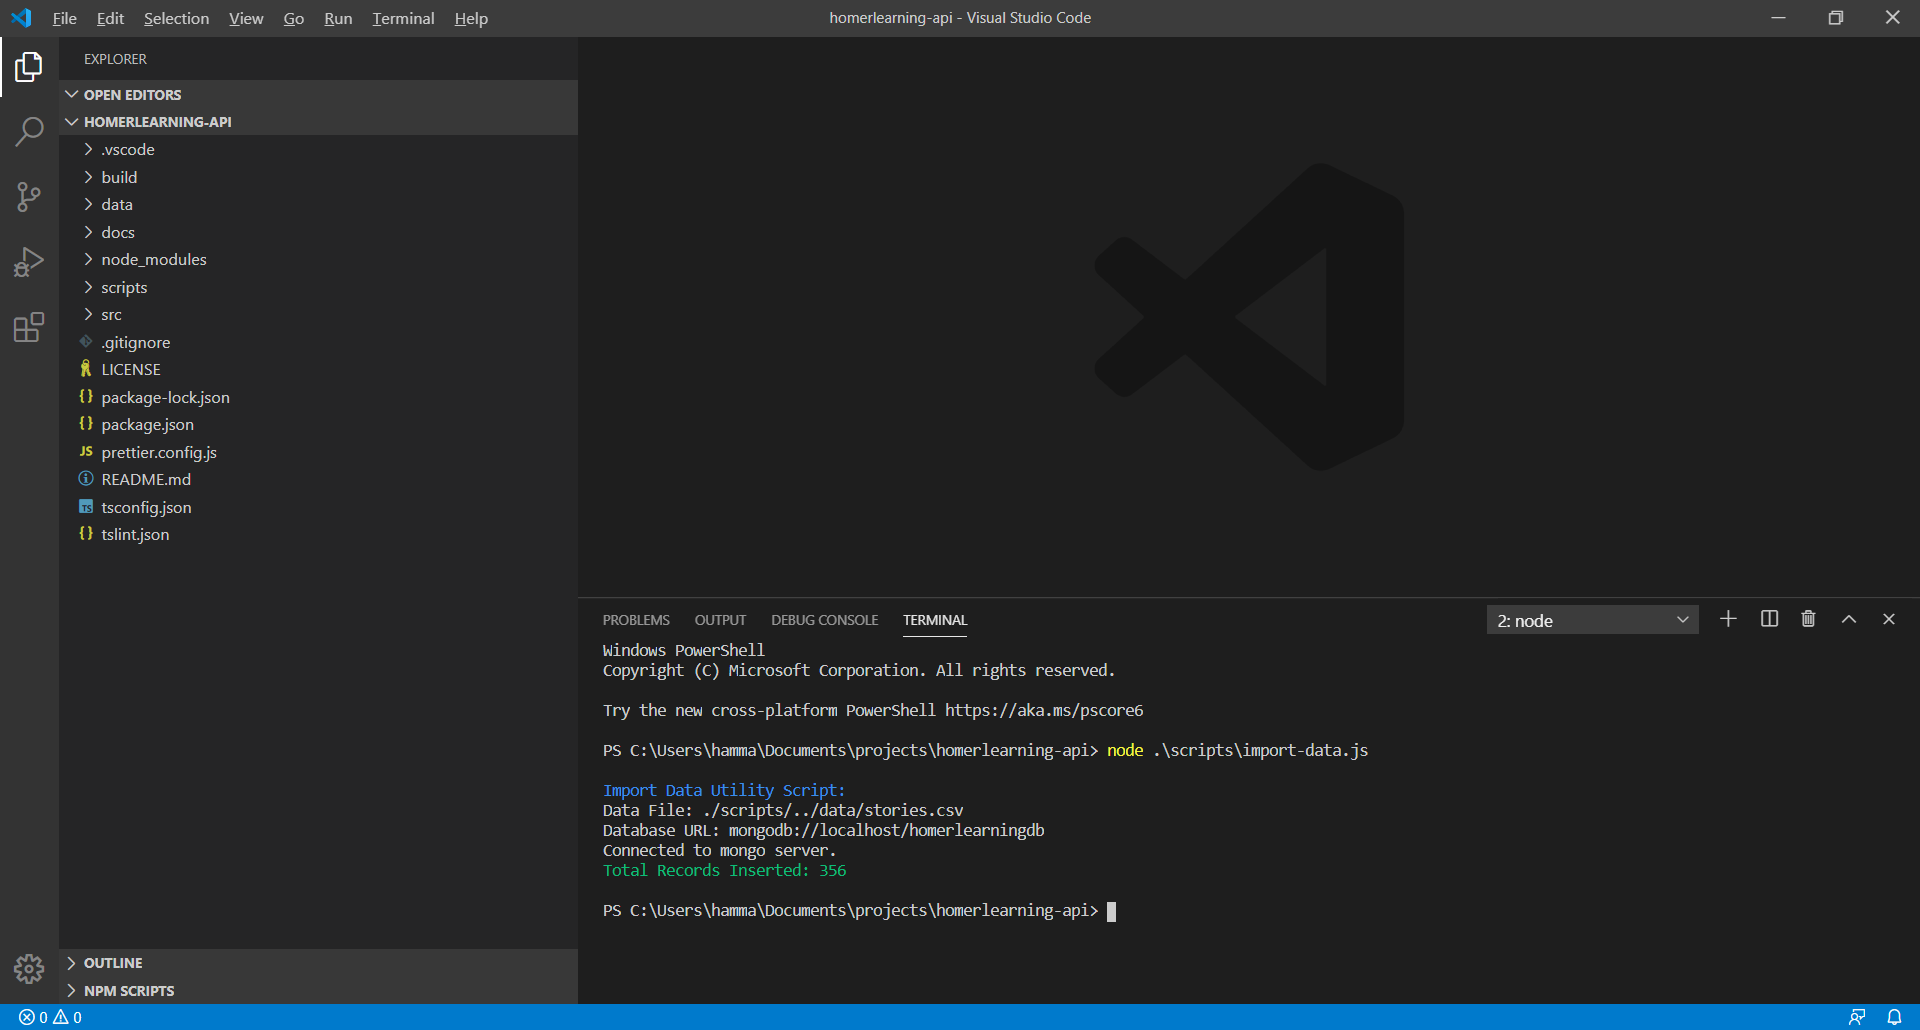 File Edit Selection View Go Run Terminal Help
homerlearning-api - Visual Studio Code
EXPLORER
OPEN EDITORS
HOMERLEARNING-API
.vscode
build
data
docs
node_modules
scripts
src
.gitignore
LICENSE
{} package-lock.json
{} package.json
JS prettier.config.js
README.md
TS tsconfig.json
{} tslint.json
OUTLINE
NPM SCRIPTS
PROBLEMS OUTPUT DEBUG CONSOLE TERMINAL
2: node
Windows PowerShell
Copyright (C) Microsoft Corporation. All rights reserved.
Try the new cross-platform PowerShell https://aka.ms/pscore6
PS C:\Users\hamma\Documents\projects\homerlearning-api> node .\scripts\import-data.js
Import Data Utility Script:
Data File: ./scripts/../data/stories.csv
Database URL: mongodb://localhost/homerlearningdb
Connected to mongo server.
Total Records Inserted: 356
PS C:\Users\hamma\Documents\projects\homerlearning-api>
0 0